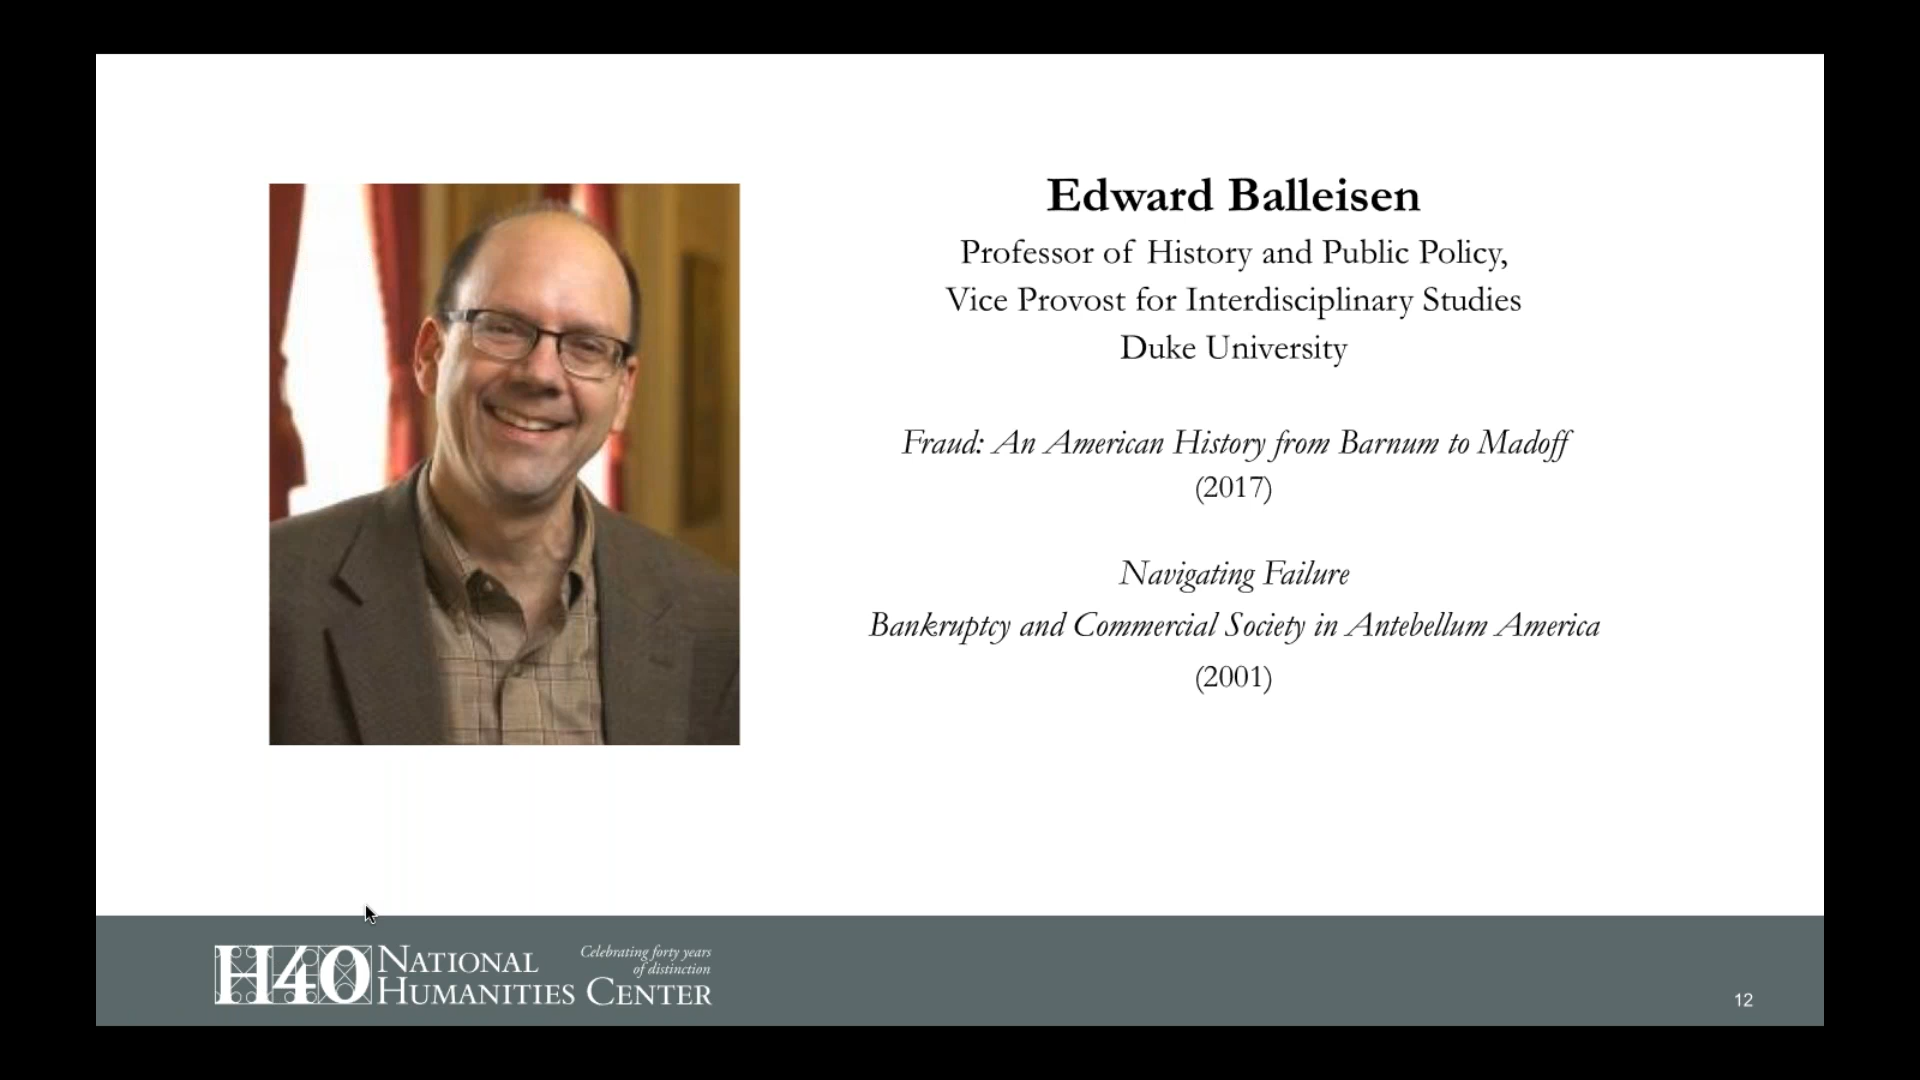 Edward Balleisen
Professor of History and Public Policy,
Vice Provost for Interdisciplinary Studies
Duke University
Fraud: An American History from Barnum to Madoff
(2017)
Navigating Failure
Bankruptcy and Commercial Society in Antebellum America
(2001)
H40
NATIONAL
HUMANITIES CENTER
Celebrating forty years
of distinction
12